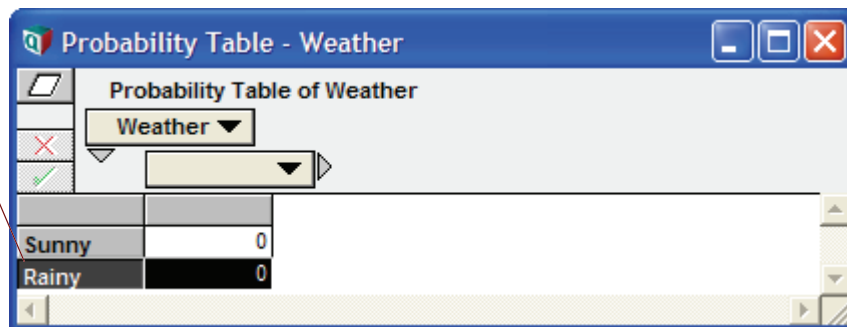 Probability Table - Weather
Probability Table of Weather
Weather
Sunny 0
Rainy 0